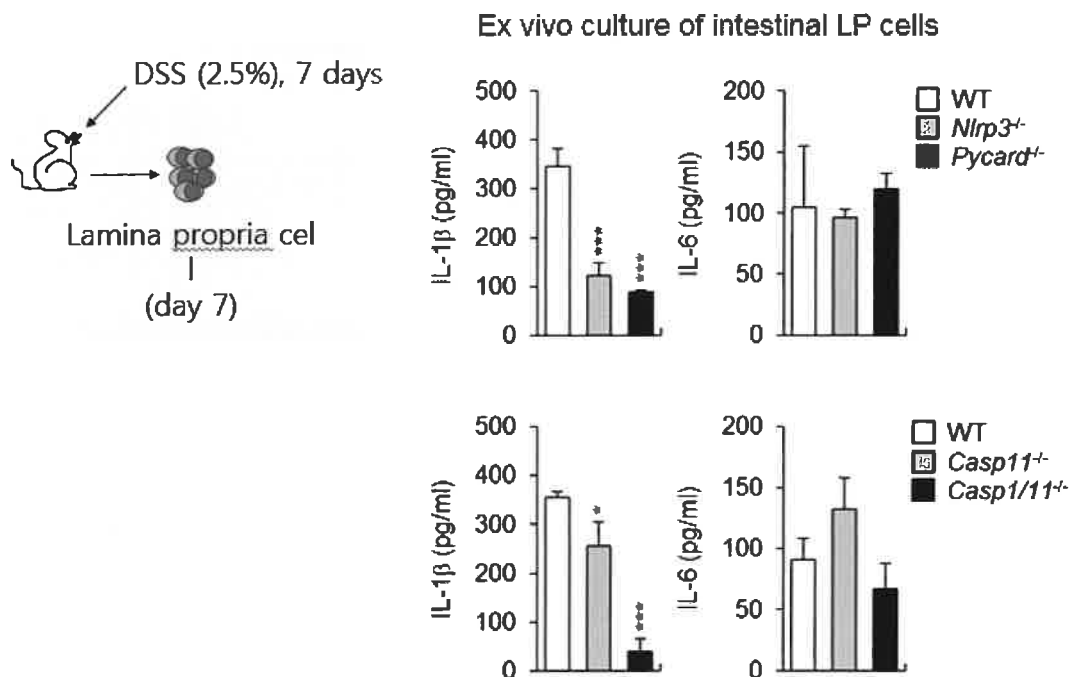 Ex vivo culture of intestinal LP cells
DSS (2.5%), 7 days
Lamina propria cel
(day 7)
IL-1β (pg/ml)
500
400
300
200
100
0
***
***
IL-6 (pg/ml)
200
150
100
50
0
WT
Nlrp3-/-
Pycard-/-
IL-1β (pg/ml)
500
400
300
200
100
0
*
***
IL-6 (pg/ml)
200
150
100
50
0
WT
Casp11-/-
Casp1/11-/-